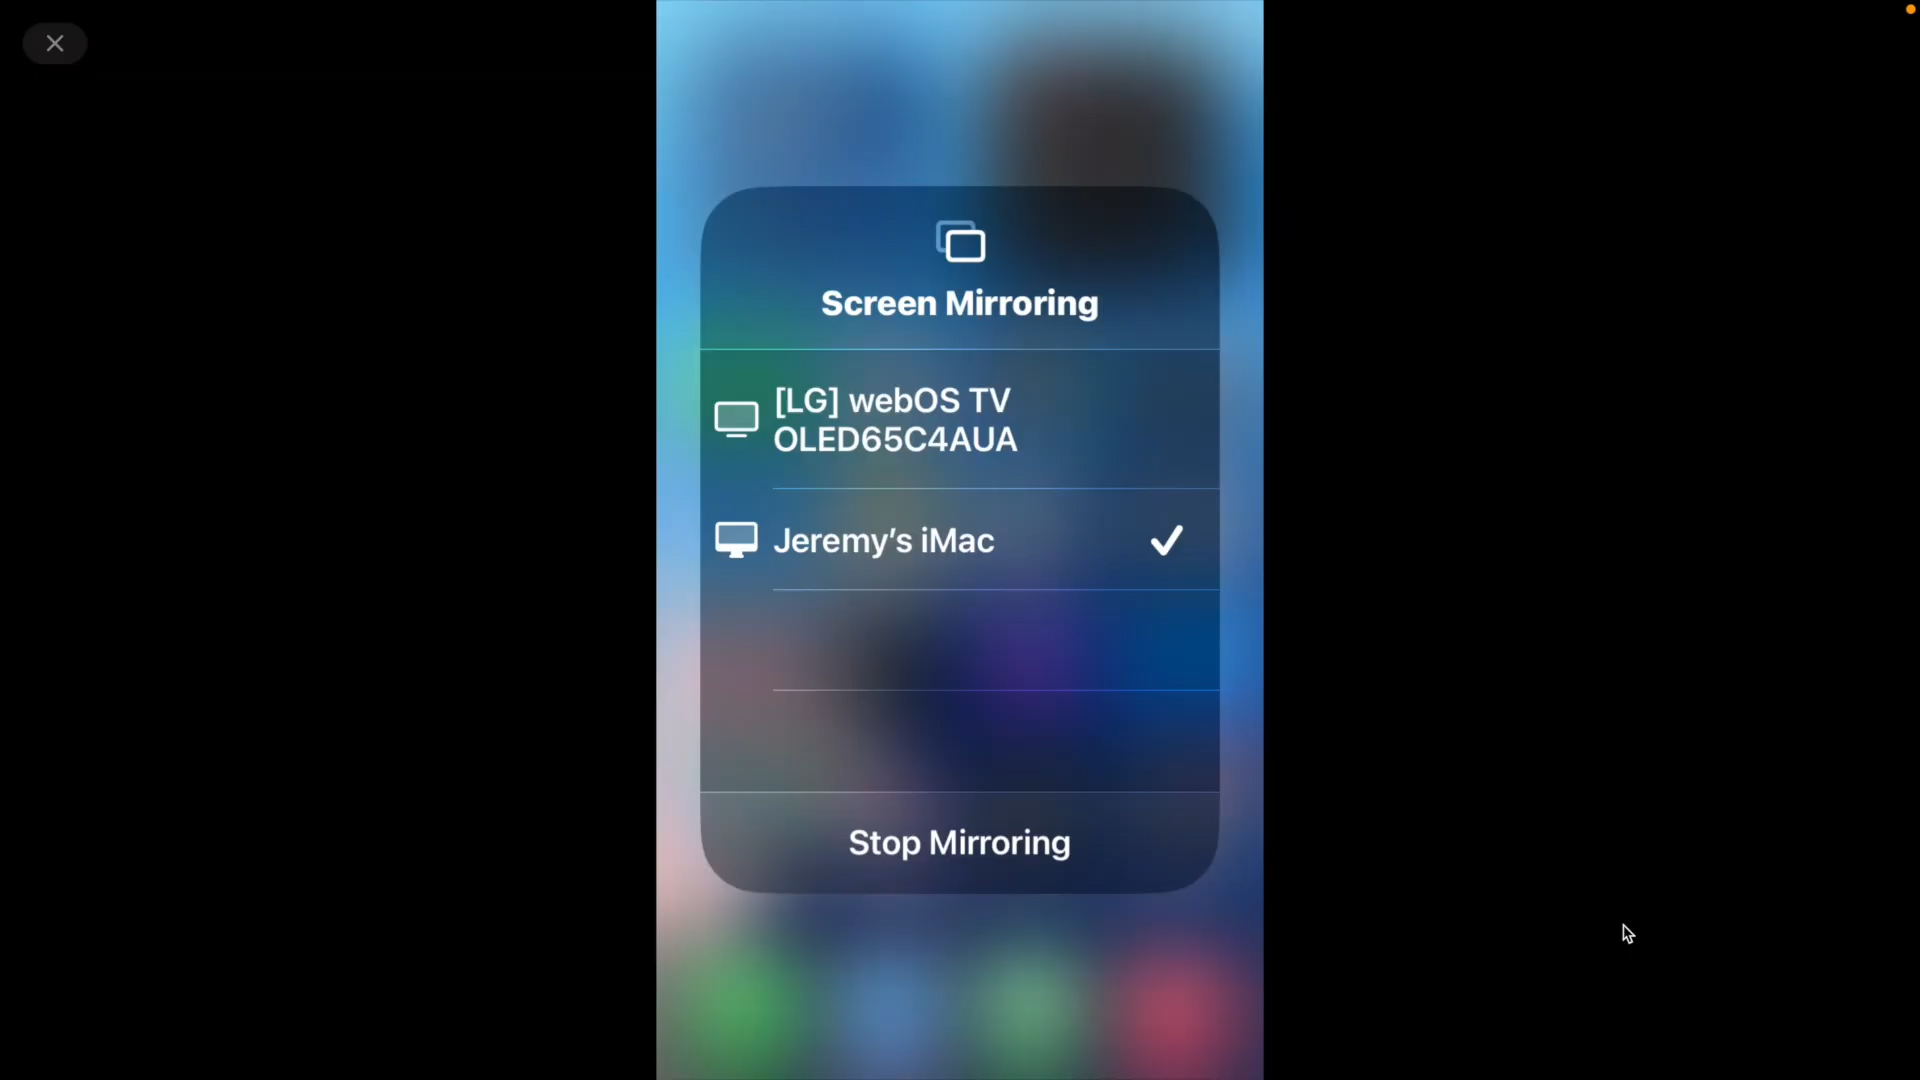 Screen Mirroring
[LG] webOS TV
OLED65C4AUA
Jeremy’s iMac
Stop Mirroring